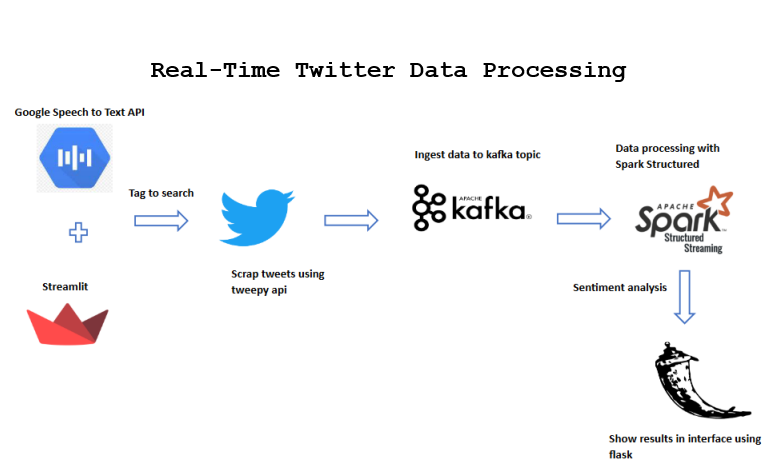 Real-Time Twitter Data Processing
Google Speech to Text API
Tag to search
Streamlit
Scrap tweets using
tweepy api
Ingest data to kafka topic
APACHE
kafka®
Data processing with
Spark Structured
APACHE
Spark™
Structured
Streaming
Sentiment analysis
Show results in interface using
flask